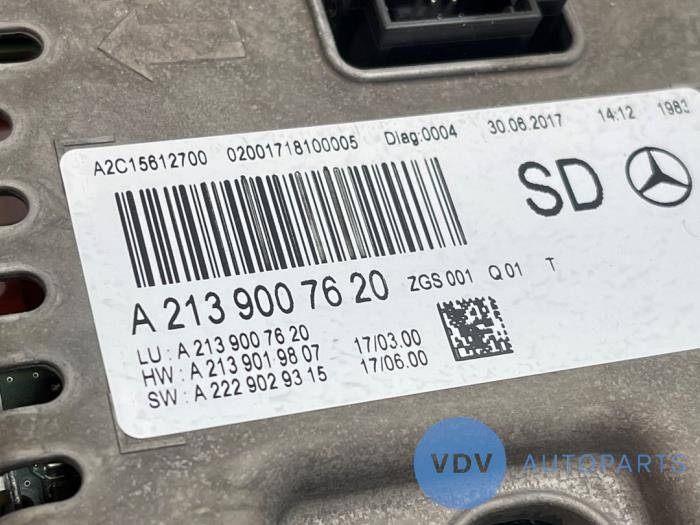 A2C15612700 02001718100005 Diag:0004 30.06.2017 14:12 1983
SD
A 213 900 76 20 ZGS 001 Q 01 T
LU : A 213 900 76 20
HW : A 213 901 98 07 17/03.00
SW : A 222 902 93 15 17/06.00
VDV AUTOPARTS